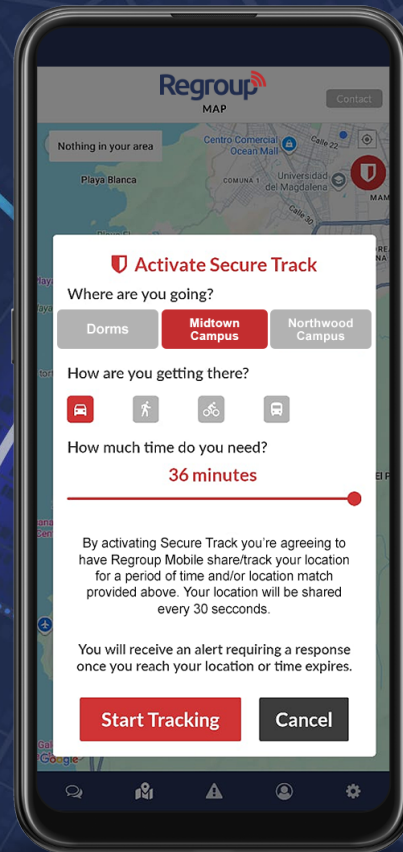 Regroup
MAP
Contact
Nothing in your area
Centro Comercial
Ocean Mall
Calle 22
Playa Blanca
COMUNA 1
Universidad
del Magdalena
MAM
Calle 30
Activate Secure Track
Where are you going?
Dorms
Midtown
Campus
Northwood
Campus
How are you getting there?
How much time do you need?
36 minutes
By activating Secure Track you're agreeing to
have Regroup Mobile share/track your location
for a period of time and/or location match
provided above. Your location will be shared
every 30 secconds.
You will receive an alert requiring a response
once you reach your location or time expires.
Start Tracking
Cancel
Google